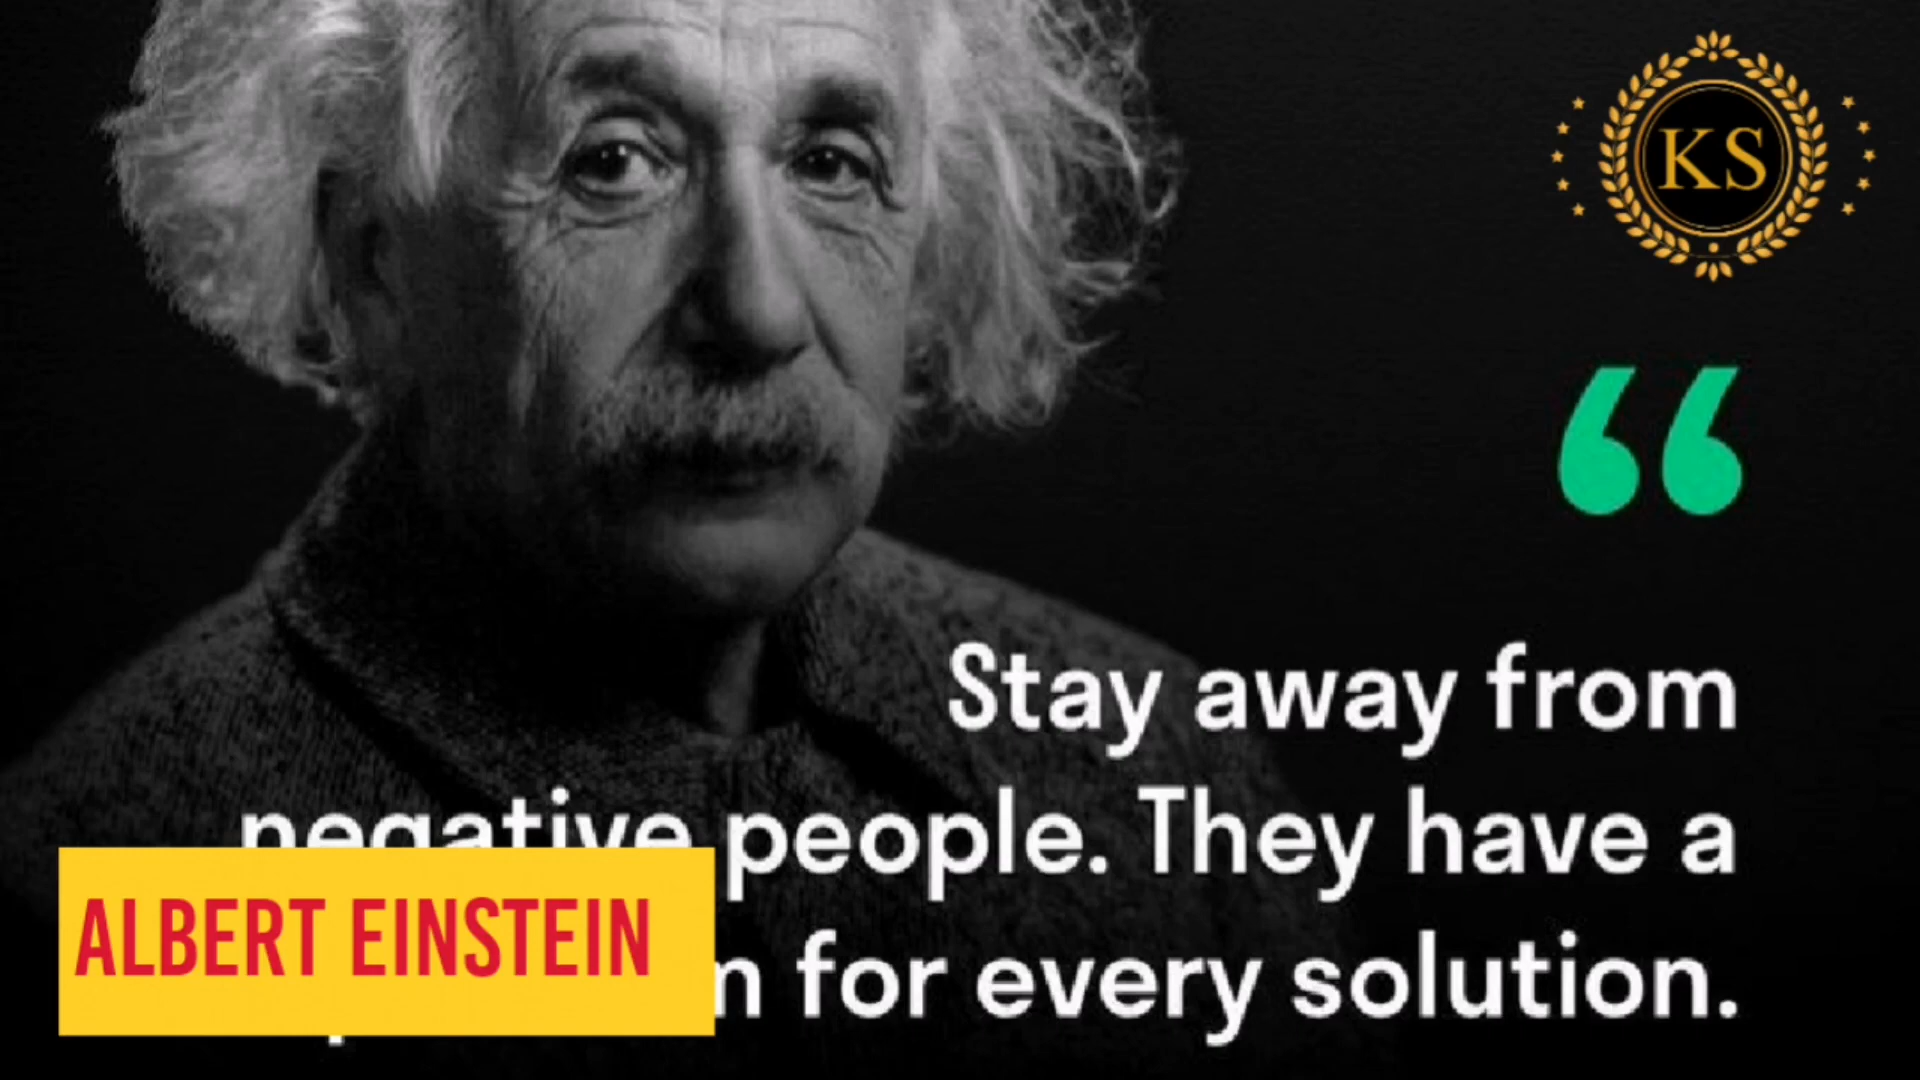 KS
“
Stay away from
negative people. They have a
ALBERT EINSTEIN
for every solution.